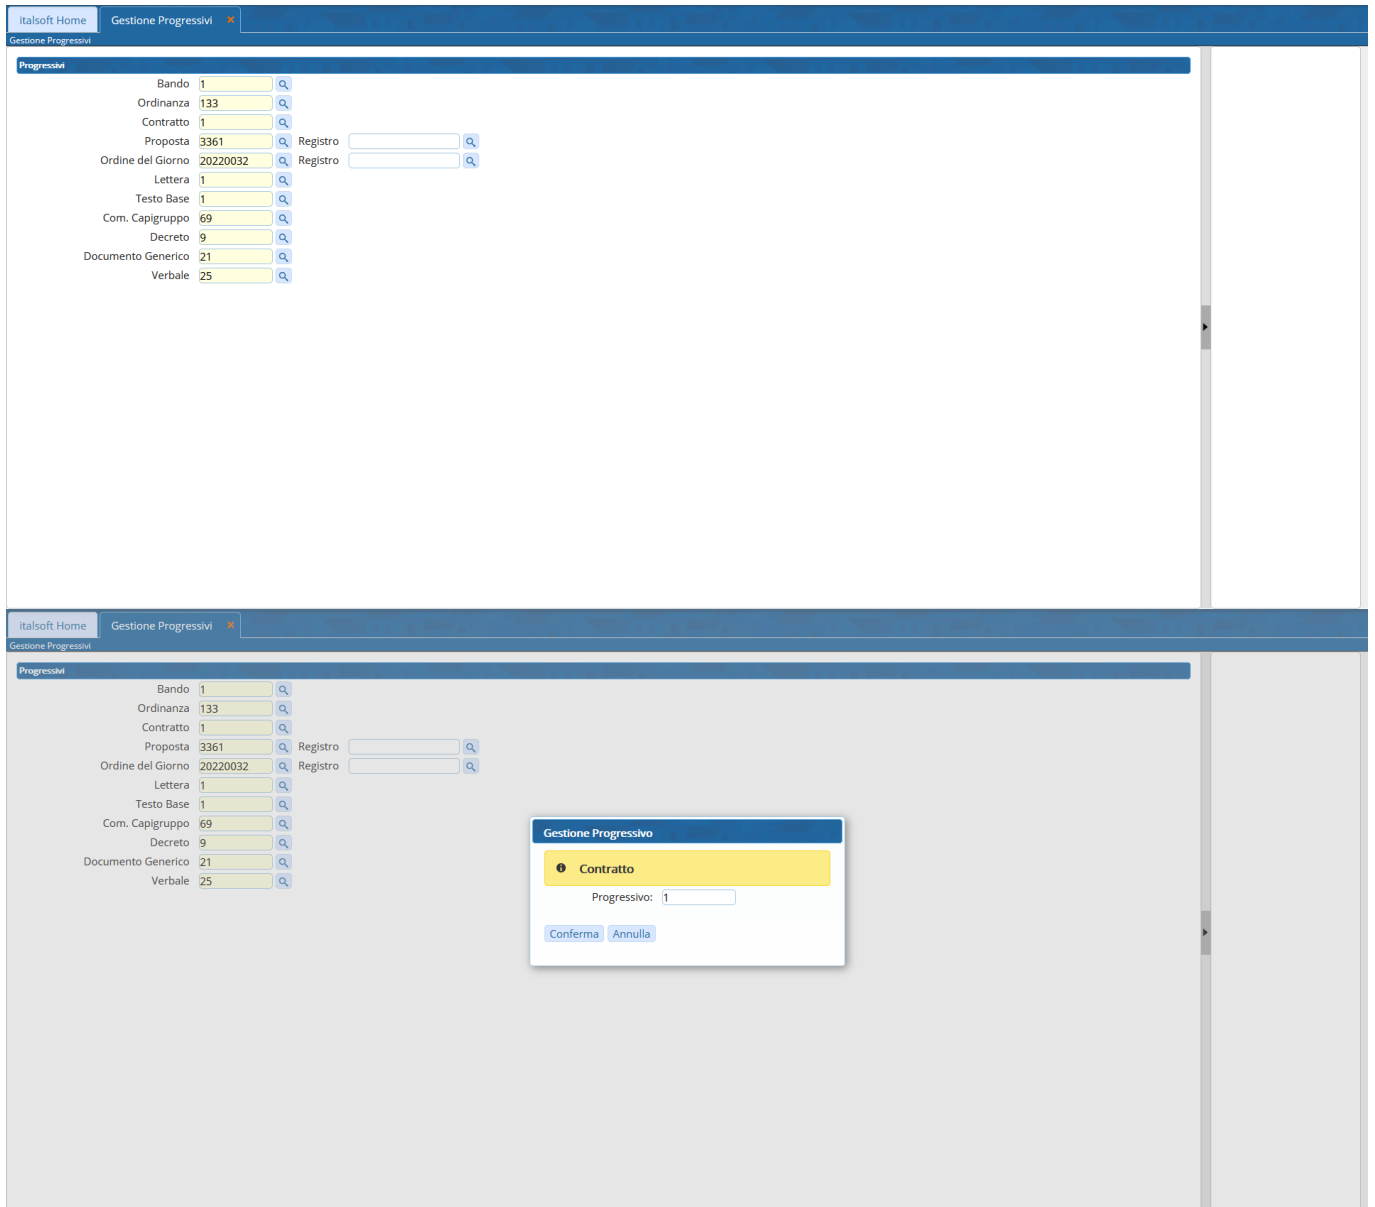 italsoft Home Gestione Progressivi ×
Gestione Progressivi
Progressivi
Bando 1
Ordinanza 133
Contratto 1
Proposta 3361 Registro
Ordine del Giorno 20220032 Registro
Lettera 1
Testo Base 1
Com. Capigruppo 69
Decreto 9
Documento Generico 21
Verbale 25
italsoft Home Gestione Progressivi ×
Gestione Progressivi
Progressivi
Bando 1
Ordinanza 133
Contratto 1
Proposta 3361 Registro
Ordine del Giorno 20220032 Registro
Lettera 1
Testo Base 1
Com. Capigruppo 69
Decreto 9
Documento Generico 21
Verbale 25
Gestione Progressivo
Contratto
Progressivo: 1
Conferma Annulla